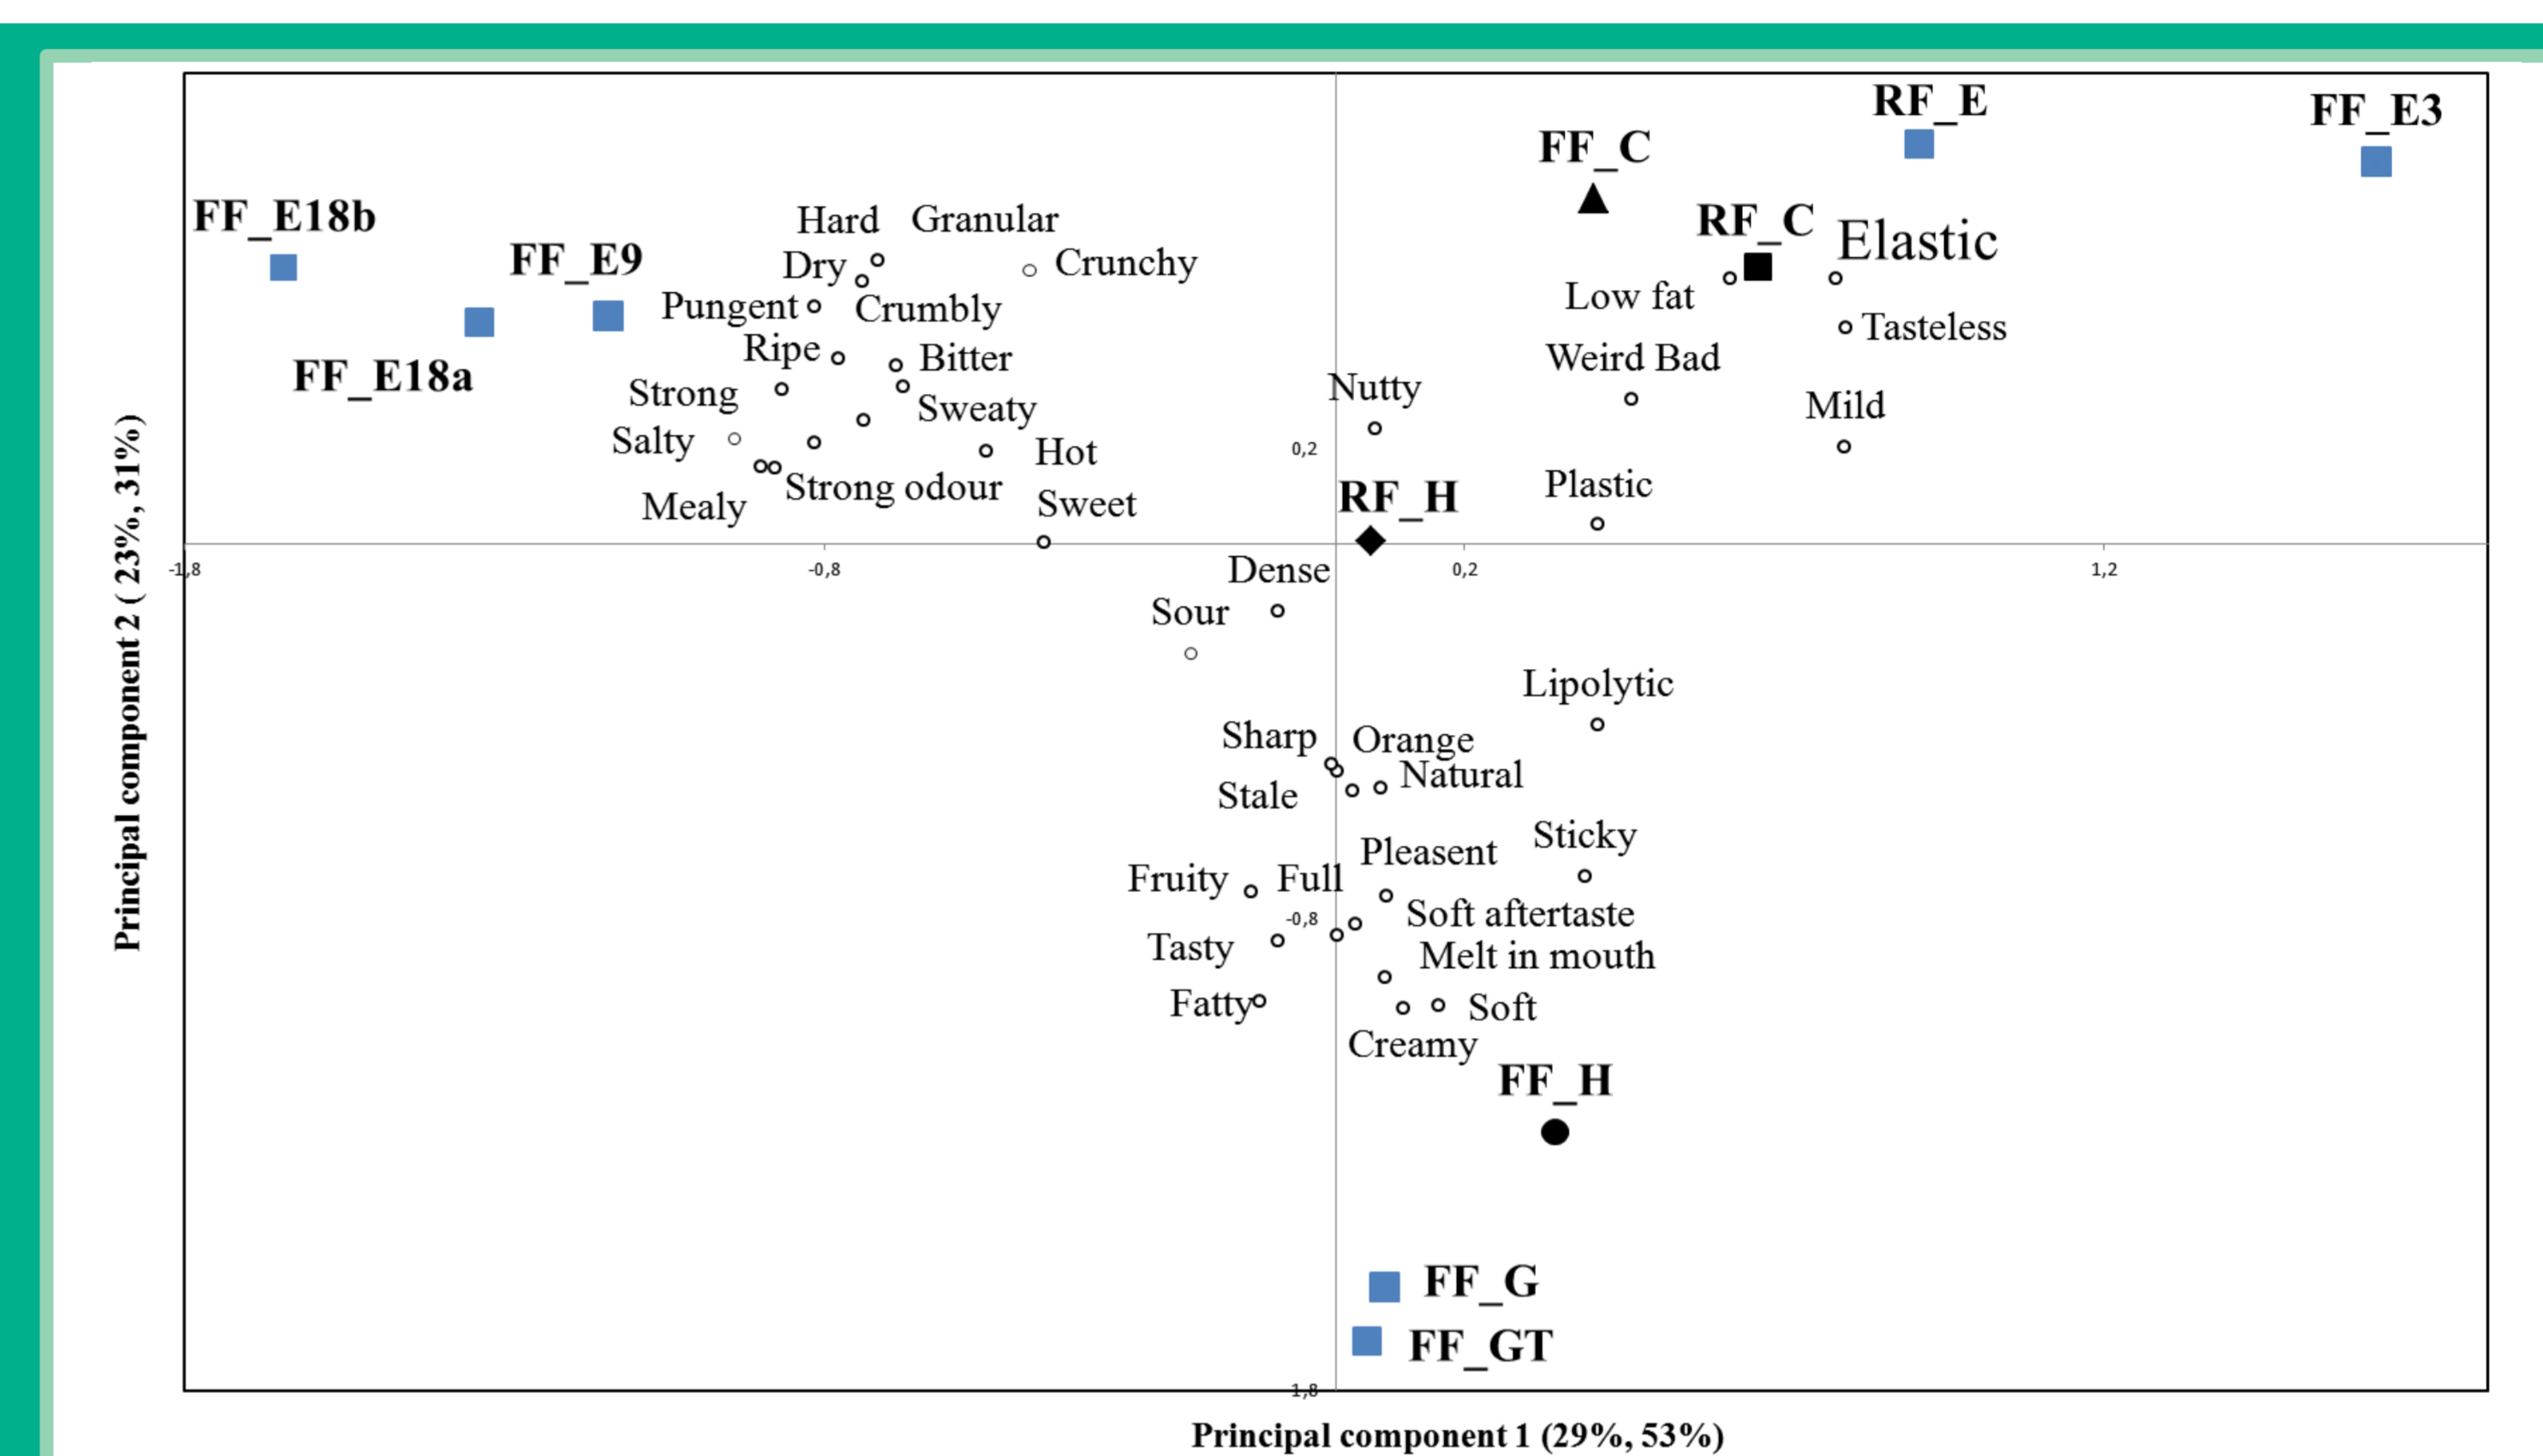 RF_E
FF_E3
FF_C
FF_E18b
Hard
Granular
RF_C
Elastic
FF_E9
Dry
Crunchy
Low fat
Pungent
Crumbly
Tasteless
FF_E18a
Ripe
Bitter
Weird Bad
Nutty
Strong
Sweaty
Mild
Salty
Hot
0,2
Mealy
Strong odour
Sweet
RF_H
Plastic
-1,8
-0,8
0,2
1,2
Dense
Sour
Lipolytic
Sharp
Orange
Natural
Stale
Sticky
Pleasent
Fruity
Full
-0,8
Soft aftertaste
Tasty
Melt in mouth
Fatty
Soft
Creamy
FF_H
FF_G
FF_GT
-1,8
Principal component 2 ( 23%, 31%)
Principal component 1 (29%, 53%)